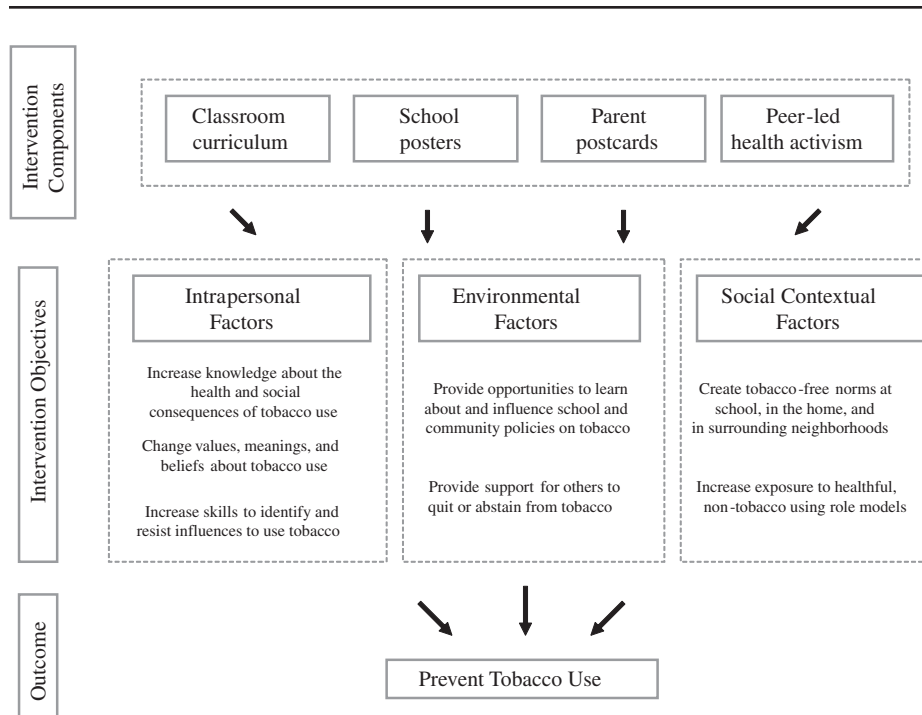 Intervention
Components
Classroom
curriculum
School
posters
Parent
postcards
Peer-led
health activism
Intervention Objectives
Intrapersonal
Factors
Increase knowledge about the
health and social
consequences of tobacco use
Change values, meanings, and
beliefs about tobacco use
Increase skills to identify and
resist influences to use tobacco
Environmental
Factors
Provide opportunities to learn
about and influence school and
community policies on tobacco
Provide support for others to
quit or abstain from tobacco
Social Contextual
Factors
Create tobacco-free norms at
school, in the home, and
in surrounding neighborhoods
Increase exposure to healthful,
non-tobacco using role models
Outcome
Prevent Tobacco Use